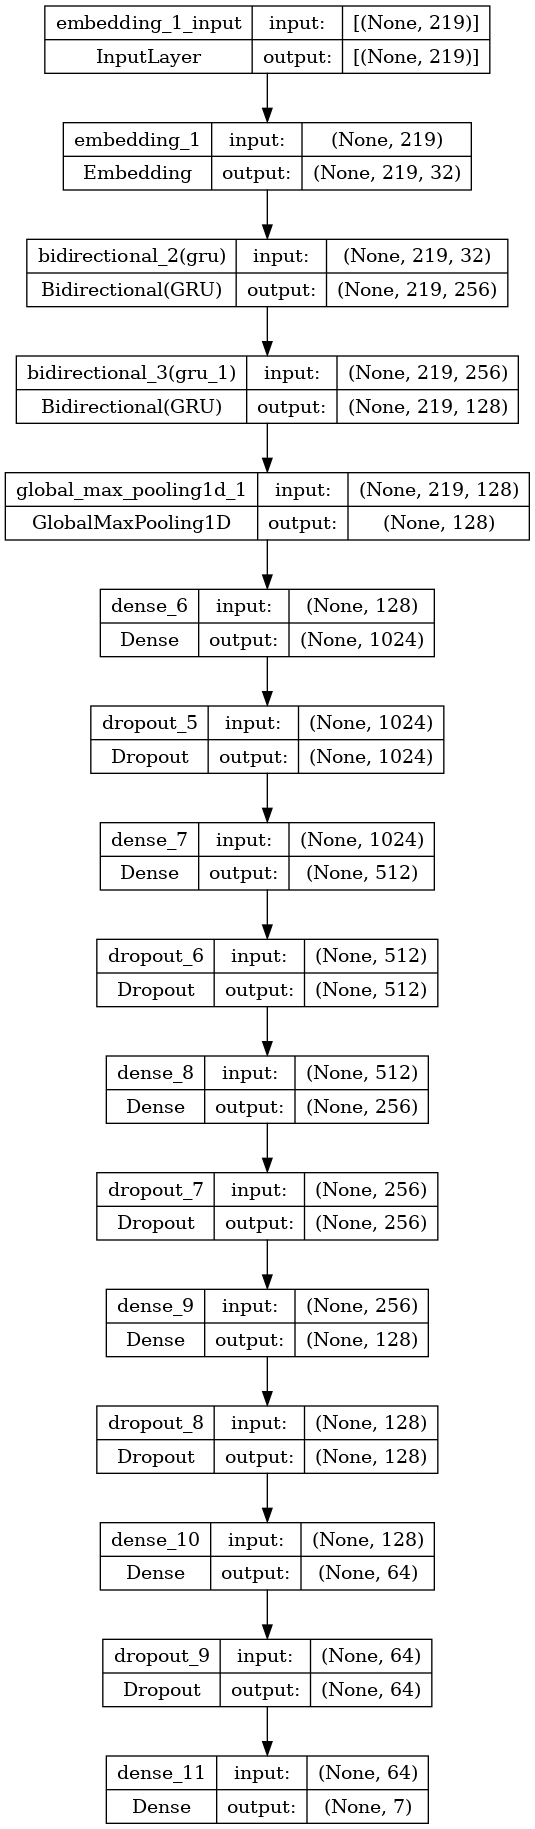 embedding_1_input input: [(None, 219)]
InputLayer output: [(None, 219)]
embedding_1 input: (None, 219)
Embedding output: (None, 219, 32)
bidirectional_2(gru) input: (None, 219, 32)
Bidirectional(GRU) output: (None, 219, 256)
bidirectional_3(gru_1) input: (None, 219, 256)
Bidirectional(GRU) output: (None, 219, 128)
global_max_pooling1d_1 input: (None, 219, 128)
GlobalMaxPooling1D output: (None, 128)
dense_6 input: (None, 128)
Dense output: (None, 1024)
dropout_5 input: (None, 1024)
Dropout output: (None, 1024)
dense_7 input: (None, 1024)
Dense output: (None, 512)
dropout_6 input: (None, 512)
Dropout output: (None, 512)
dense_8 input: (None, 512)
Dense output: (None, 256)
dropout_7 input: (None, 256)
Dropout output: (None, 256)
dense_9 input: (None, 256)
Dense output: (None, 128)
dropout_8 input: (None, 128)
Dropout output: (None, 128)
dense_10 input: (None, 128)
Dense output: (None, 64)
dropout_9 input: (None, 64)
Dropout output: (None, 64)
dense_11 input: (None, 64)
Dense output: (None, 7)